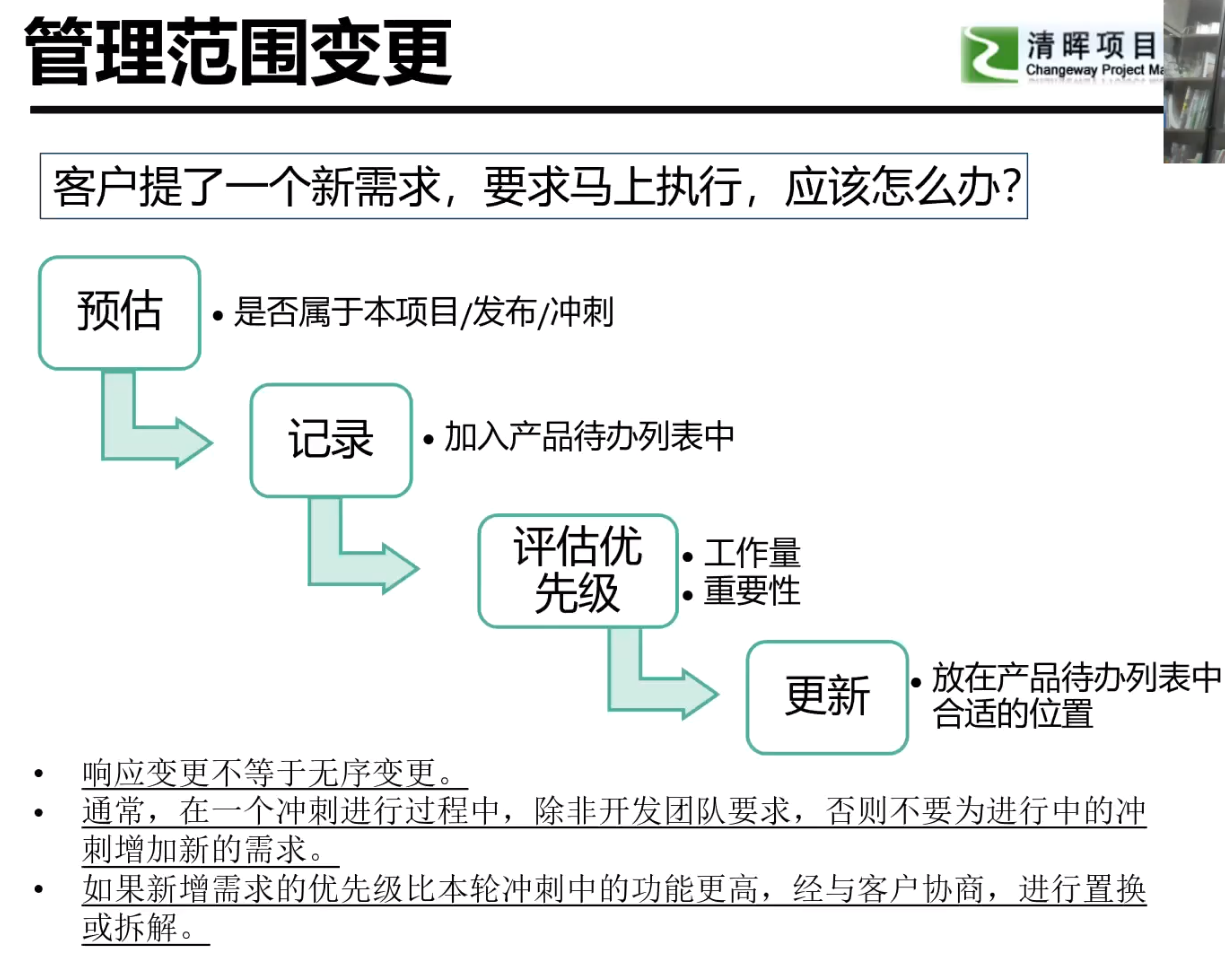 管理范围变更
清晖项目
Changeway Project Ma
客户提了一个新需求，要求马上执行，应该怎么办？
预估
• 是否属于本项目/发布/冲刺
记录
• 加入产品待办列表中
评估优
先级
• 工作量
• 重要性
更新
• 放在产品待办列表中
合适的位置
• 响应变更不等于无序变更。
• 通常，在一个冲刺进行过程中，除非开发团队要求，否则不要为进行中的冲
刺增加新的需求。
• 如果新增需求的优先级比本轮冲刺中的功能更高，经与客户协商，进行置换
或拆解。